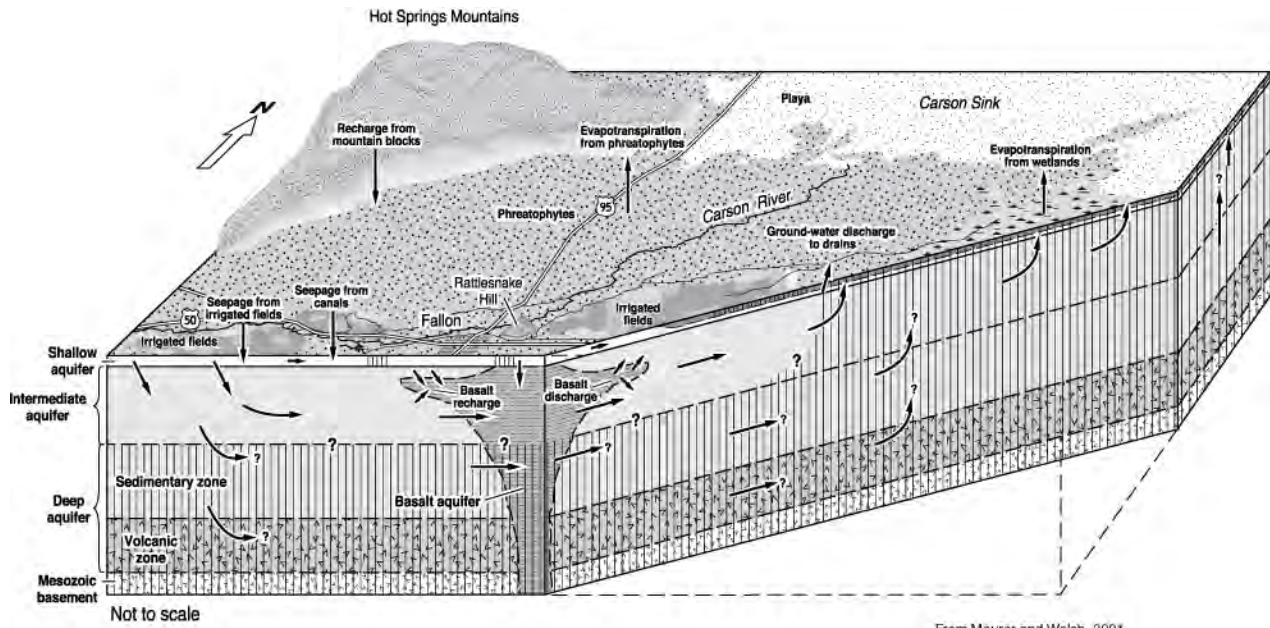 Hot Springs Mountains
N
Recharge from
mountain blocks
Evapotranspiration
from phreatophytes
Playa
Carson Sink
Evapotranspiration
from wetlands
?
Phreatophytes
95
Carson River
Ground-water discharge
to drains
Rattlesnake
Hill
Seepage from
irrigated fields
Seepage from
canals
50
Irrigated fields
Fallon
Irrigated
fields
Shallow
aquifer
Intermediate
aquifer
Basalt
recharge
Basalt
discharge
?
?
?
?
?
?
?
?
?
?
?
Deep
aquifer
Sedimentary zone
Basalt aquifer
Volcanic
zone
?
?
Mesozoic
basement
Not to scale